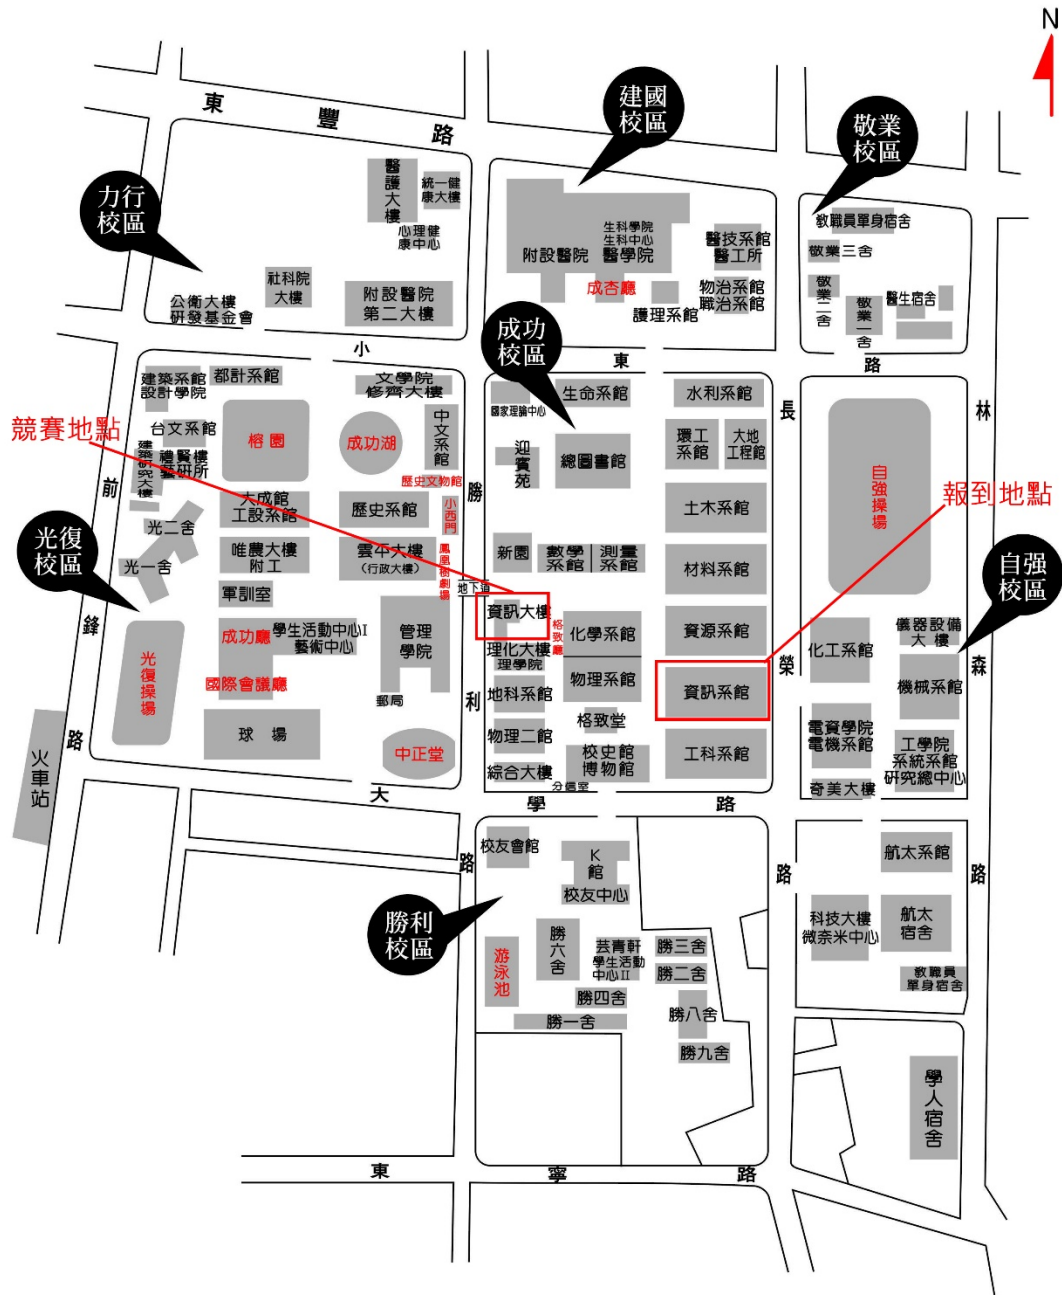 N
東豐路
建國
校區
敬業
校區
力行
校區
醫護大樓
統一健
康大樓
心理健
康中心
社科院
大樓
公衛大樓
研發基金會
附設醫院
第二大樓
生科學院
生科中心
附設醫院
醫學院
成杏廳
醫技系館
醫工所
物治系館
職治系館
護理系館
教職員單身宿舍
敬業三舍
敬業二舍
敬業一舍
醫生宿舍
成功
校區
小東路
建築系館
設計學院
都計系館
文學院
修齊大樓
台文系館
禮賢樓
藝研所
建築研究大樓
榕園
成功湖
中文系館
歷史文物館
小西門
競賽地點
大成館
工設系館
歷史系館
光二舍
光一舍
唯農大樓
附工
雲平大樓
(行政大樓)
鳳凰樹劇場
光復
校區
軍訓室
成功廳
學生活動中心I
藝術中心
管理
學院
國際會議廳
郵局
光復操場
球場
中正堂
前鋒路
火車站
勝利路
地下道
國家理論中心
生命系館
水利系館
迎賓苑
總圖書館
環工
系館
大地
工程館
土木系館
新園
數學
系館
測量
系館
材料系館
資訊大樓
格致廳
化學系館
資源系館
理化大樓
理學院
地科系館
物理系館
資訊系館
物理二館
格致堂
綜合大樓
校史館
博物館
工科系館
分信室
大學路
長榮路
林森路
自強操場
報到地點
自强
校區
化工系館
儀器設備
大樓
機械系館
電資學院
電機系館
工學院
系統系
研究總中心
奇美大樓
航太系館
科技大樓
微奈米中心
航太
宿舍
教職員
單身宿舍
學人宿舍
勝利
校區
校友會館
K
館
校友中心
游泳池
勝六舍
芸青軒
學生活動
中心II
勝三舍
勝二舍
勝四舍
勝一舍
勝八舍
勝九舍
東寧路